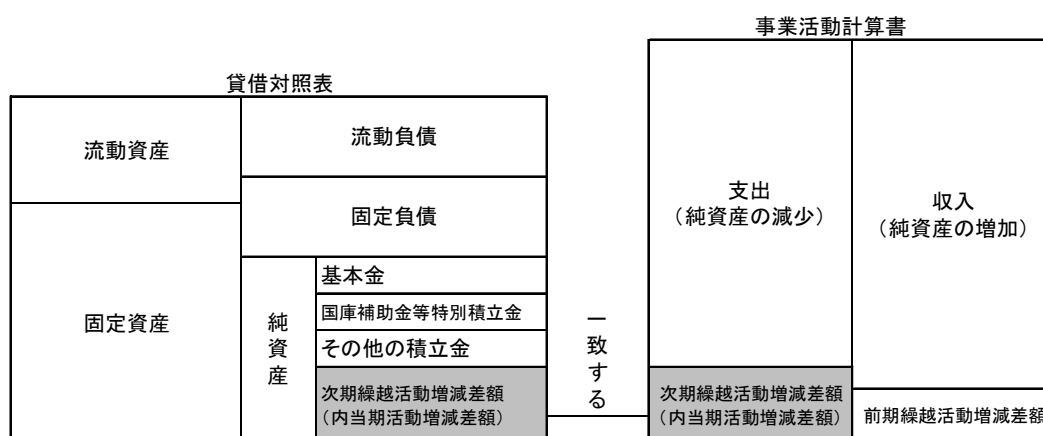 貸借対照表
流動資産
固定資産
流動負債
固定負債
純資産
基本金
国庫補助金等特別積立金
その他の積立金
次期繰越活動増減差額
(内当期活動増減差額)
一致する
事業活動計算書
支出
(純資産の減少)
収入
(純資産の増加)
次期繰越活動増減差額
(内当期活動増減差額)
前期繰越活動増減差額